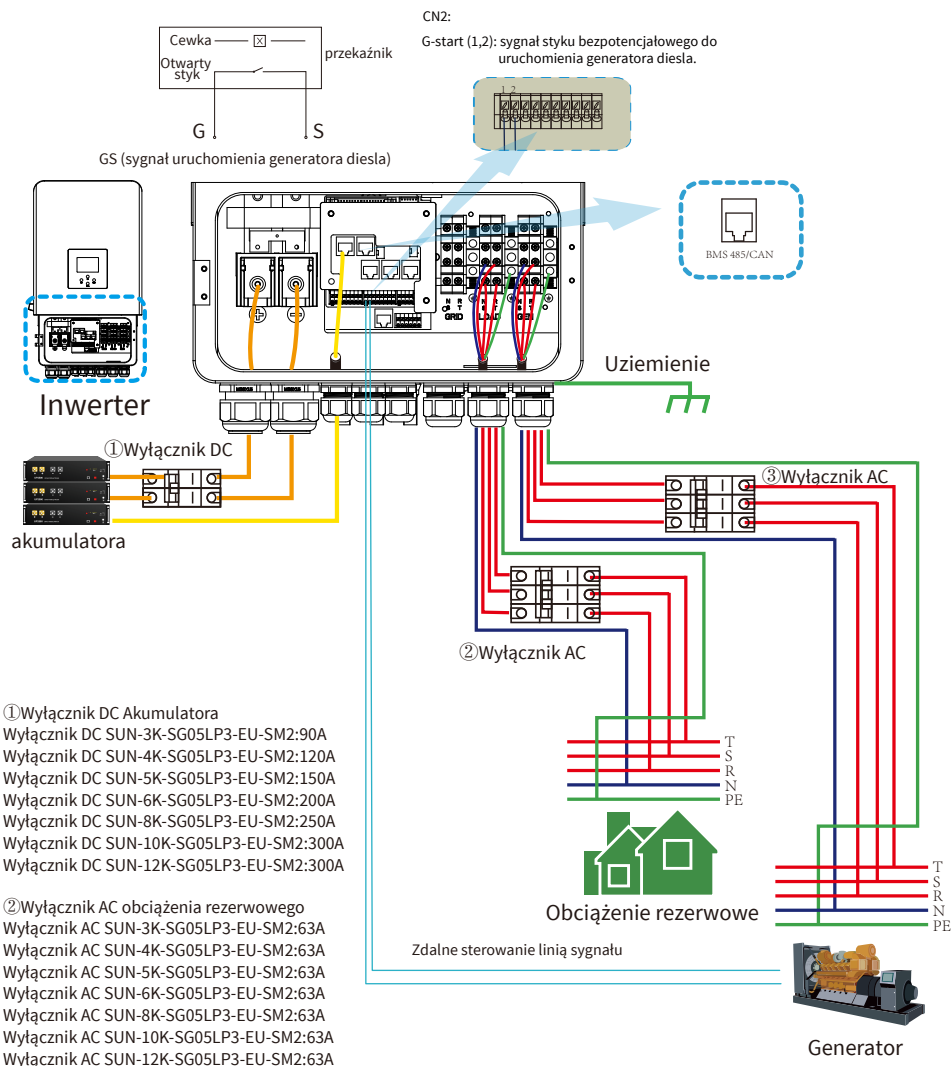 CN2:
G-start (1,2): sygnał styku bezpotencjałowego do
uruchomienia generatora diesla.
1 2
Cewka
Otwarty
styk
przekaźnik
G S
GS (sygnał uruchomienia generatora diesla)
BMS 485/CAN
N R
S T
GRID
N R
S T
LOAD
N R
S T
GEN
Uziemienie
Inwerter
①Wyłącznik DC
akumulatora
③Wyłącznik AC
②Wyłącznik AC
T
S
R
N
PE
Obciążenie rezerwowe
T
S
R
N
PE
Generator
Zdalne sterowanie linią sygnału
①Wyłącznik DC Akumulatora
Wyłącznik DC SUN-3K-SG05LP3-EU-SM2:90A
Wyłącznik DC SUN-4K-SG05LP3-EU-SM2:120A
Wyłącznik DC SUN-5K-SG05LP3-EU-SM2:150A
Wyłącznik DC SUN-6K-SG05LP3-EU-SM2:200A
Wyłącznik DC SUN-8K-SG05LP3-EU-SM2:250A
Wyłącznik DC SUN-10K-SG05LP3-EU-SM2:300A
Wyłącznik DC SUN-12K-SG05LP3-EU-SM2:300A
②Wyłącznik AC obciążenia rezerwowego
Wyłącznik AC SUN-3K-SG05LP3-EU-SM2:63A
Wyłącznik AC SUN-4K-SG05LP3-EU-SM2:63A
Wyłącznik AC SUN-5K-SG05LP3-EU-SM2:63A
Wyłącznik AC SUN-6K-SG05LP3-EU-SM2:63A
Wyłącznik AC SUN-8K-SG05LP3-EU-SM2:63A
Wyłącznik AC SUN-10K-SG05LP3-EU-SM2:63A
Wyłącznik AC SUN-12K-SG05LP3-EU-SM2:63A